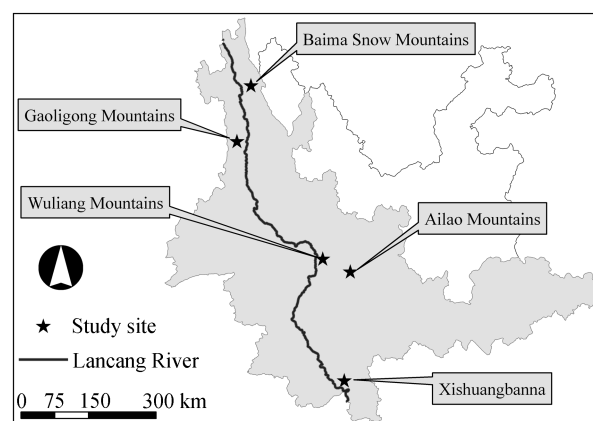 Baima Snow Mountains
Gaoligong Mountains
Wuliang Mountains
Ailao Mountains
Study site
Lancang River
Xishuangbanna
0 75 150 300 km